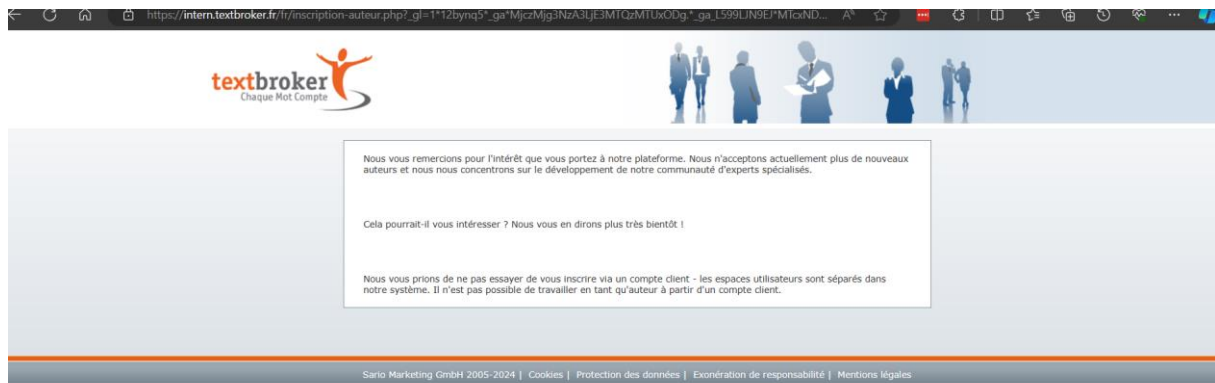 https://intern.textbroker.fr/fr/inscription-auteur.php?_gl=1*12bynq5*_ga*MjczMjg3NzA3LjE3MTQzMTUxODg.*_ga_L599LJN9EJ*MTcxND...
textbroker
Chaque Mot Compte
Nous vous remercions pour l'intérêt que vous portez à notre plateforme. Nous n'acceptons actuellement plus de nouveaux
auteurs et nous nous concentrons sur le développement de notre communauté d'experts spécialisés.
Cela pourrait-il vous intéresser ? Nous vous en dirons plus très bientôt !
Nous vous prions de ne pas essayer de vous inscrire via un compte client - les espaces utilisateurs sont séparés dans
notre système. Il n'est pas possible de travailler en tant qu'auteur à partir d'un compte client.
Sario Marketing GmbH 2005-2024 | Cookies | Protection des données | Exonération de responsabilité | Mentions légales